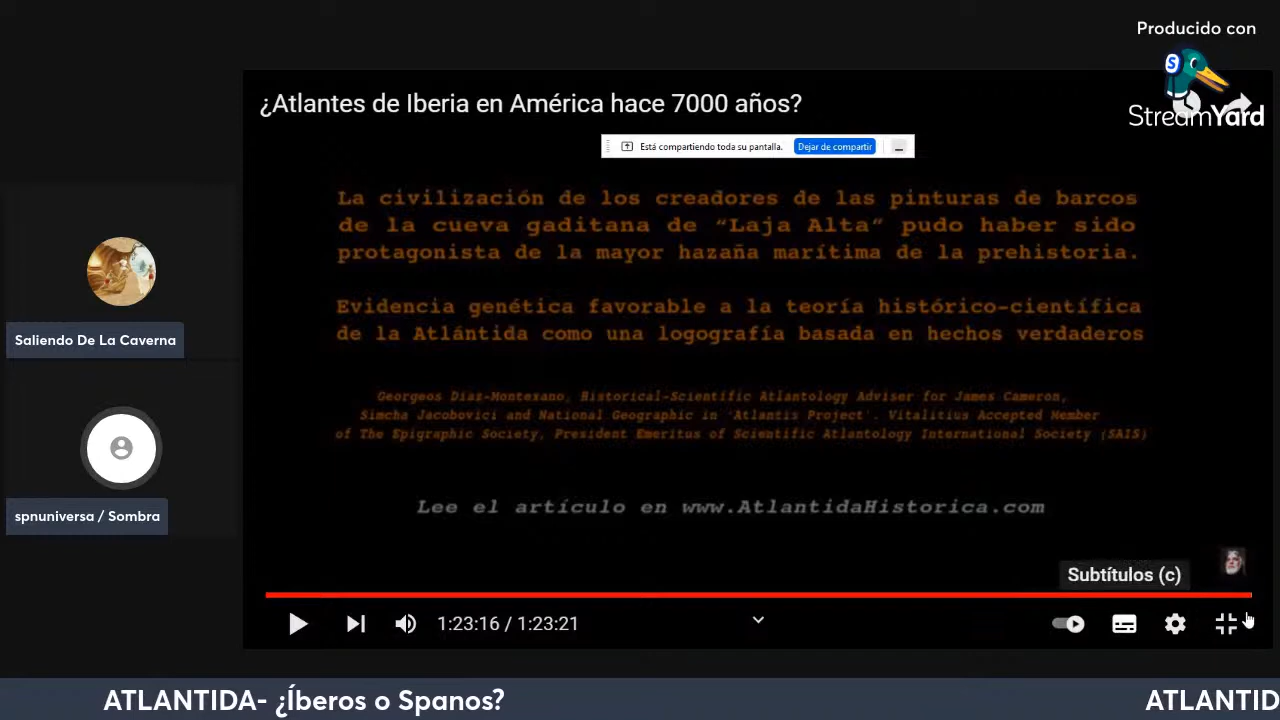 Producido con
StreamYard
¿Atlantes de Iberia en América hace 7000 años?
Está compartiendo toda su pantalla.
Dejar de compartir
La civilización de los creadores de las pinturas de barcos
de la cueva gaditana de “Laja Alta” pudo haber sido
protagonista de la mayor hazaña marítima de la prehistoria.
Evidencia genética favorable a la teoría histórico-científica
de la Atlántida como una logografía basada en hechos verdaderos
Georgeos Díaz-Montexano, Historical-Scientific Atlantology Adviser for James Cameron,
Simcha Jacobovici and National Geographic in 'Atlantis Project'. Vitalitius Accepted Member
of The Epigraphic Society, President Emeritus of Scientific Atlantology International Society (SAIS)
Lee el artículo en www.AtlantidaHistorica.com
Saliendo De La Caverna
spnuniversa / Sombra
Subtítulos (c)
1:23:16 / 1:23:21
ATLANTIDA- ¿Íberos o Spanos?
ATLANTID